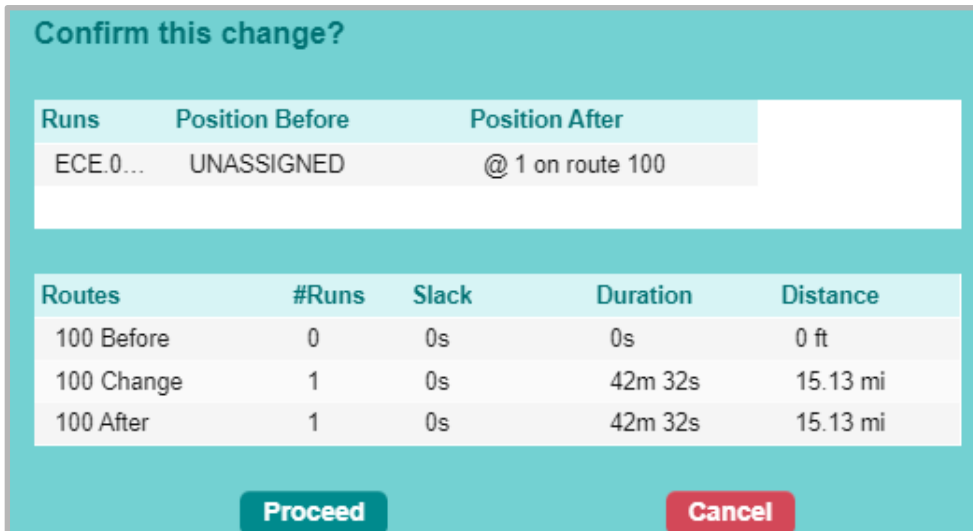 Confirm this change?
Runs Position Before Position After
ECE.0... UNASSIGNED @ 1 on route 100
Routes #Runs Slack Duration Distance
100 Before 0 0s 0s 0 ft
100 Change 1 0s 42m 32s 15.13 mi
100 After 1 0s 42m 32s 15.13 mi
Proceed Cancel